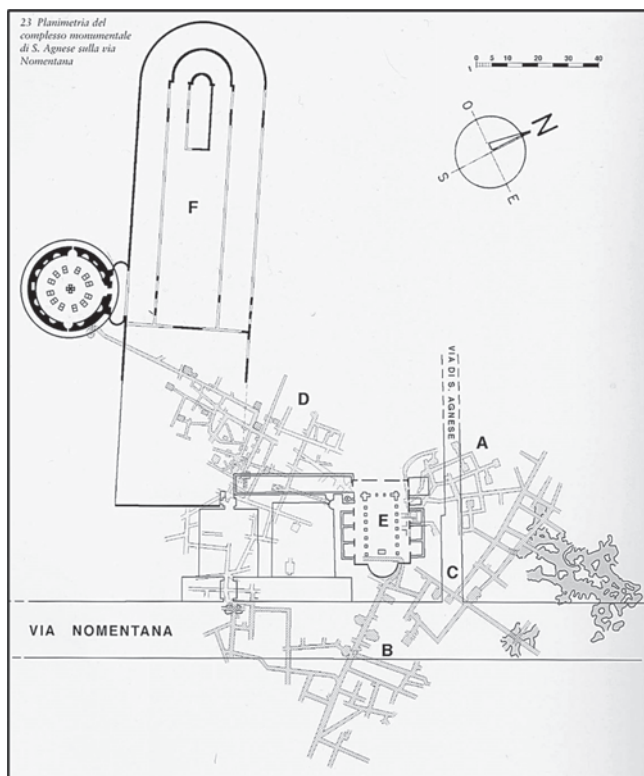 23 Planimetria del
complesso monumentale
di S. Agnese sulla via
Nomentana
0 5 10 20 30 40
O
N
S
E
F
D
VIA DI S. AGNESE
A
E
C
VIA NOMENTANA
B